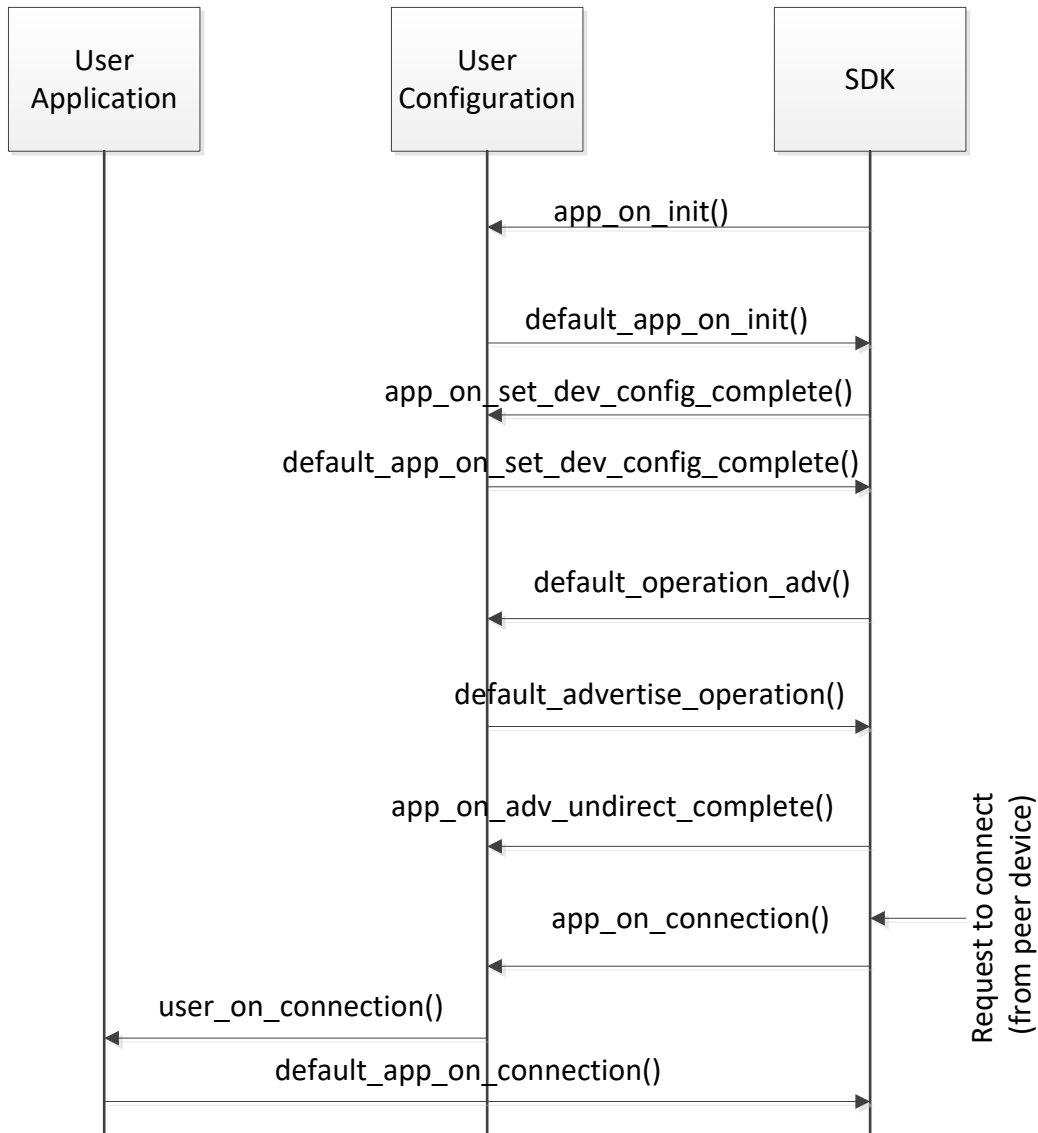 User
Application
User
Configuration
SDK
app_on_init()
default_app_on_init()
app_on_set_dev_config_complete()
default_app_on_set_dev_config_complete()
default_operation_adv()
default_advertise_operation()
app_on_adv_undirect_complete()
Request to connect
(from peer device)
app_on_connection()
user_on_connection()
default_app_on_connection()